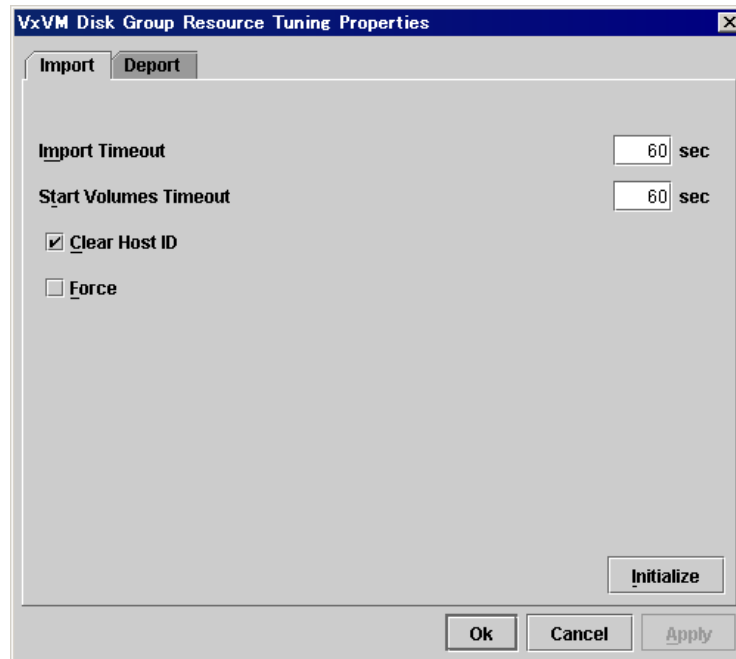 VxVM Disk Group Resource Tuning Properties
Import Deport
Import Timeout 60 sec
Start Volumes Timeout 60 sec
Clear Host ID
Force
Initialize
Ok Cancel Apply